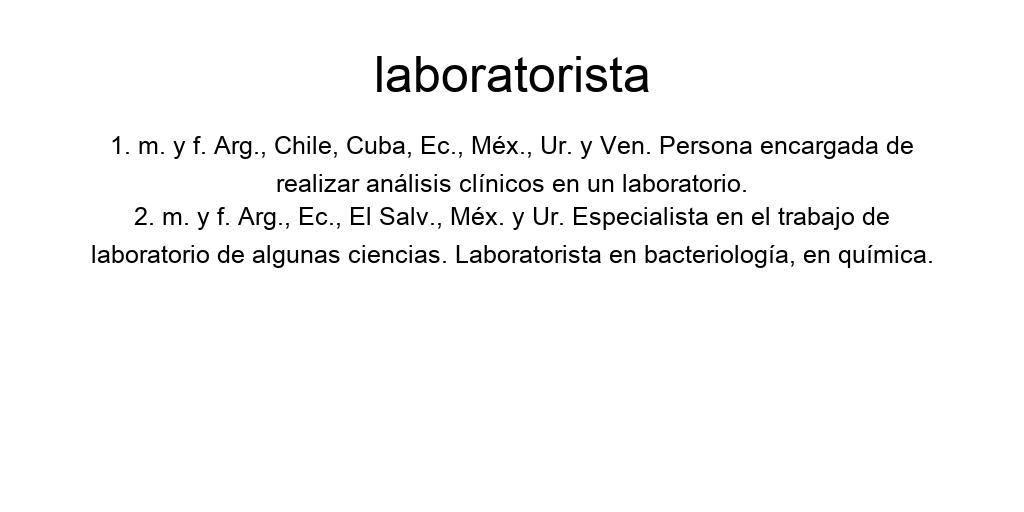 laboratorista
1. m. y f. Arg., Chile, Cuba, Ec., Méx., Ur. y Ven. Persona encargada de
realizar análisis clínicos en un laboratorio.
2. m. y f. Arg., Ec., El Salv., Méx. y Ur. Especialista en el trabajo de
laboratorio de algunas ciencias. Laboratorista en bacteriología, en química.